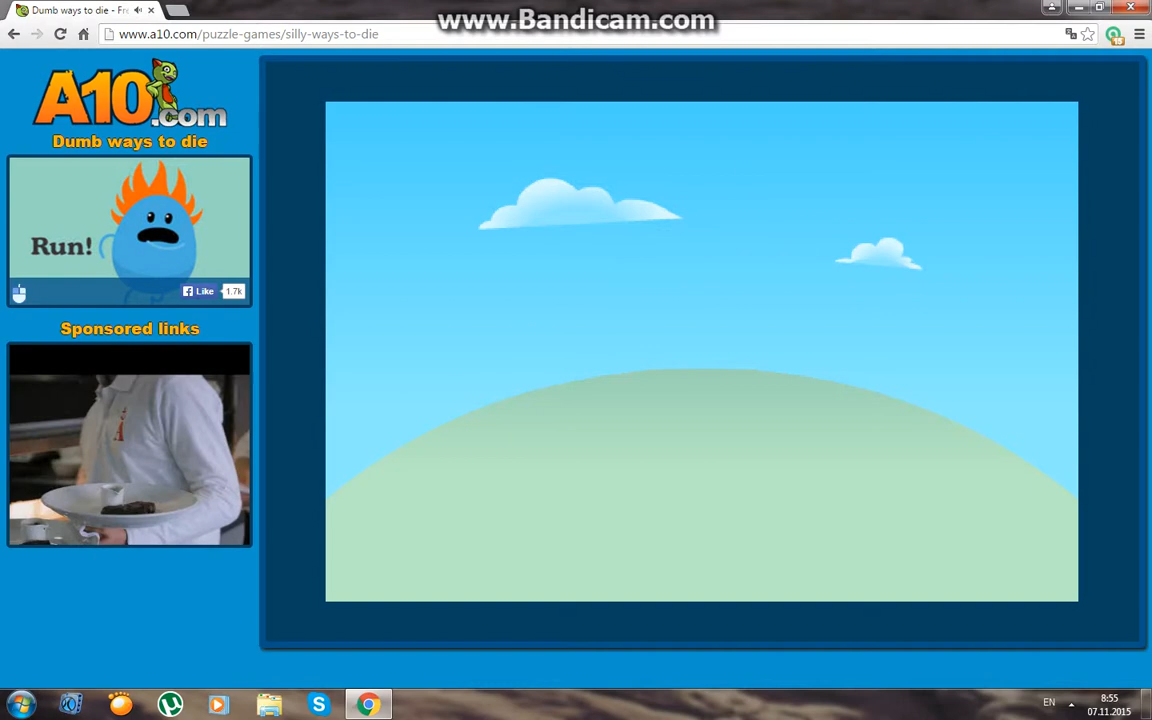 www.Bandicam.com
Dumb ways to die - Fr
www.a10.com/puzzle-games/silly-ways-to-die
A10
.com
Dumb ways to die
Run!
Like
1.7k
Sponsored links
A
EN
8:55
07.11.2015